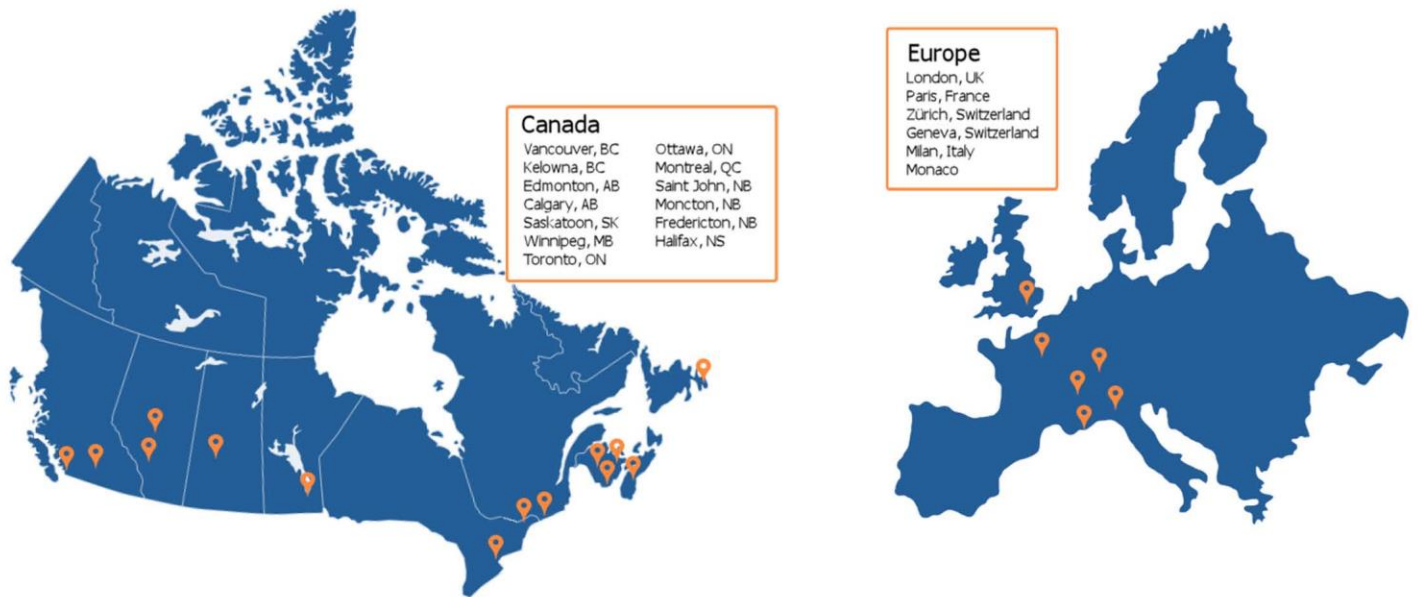 Canada
Vancouver, BC
Kelowna, BC
Edmonton, AB
Calgary, AB
Saskatoon, SK
Winnipeg, MB
Toronto, ON
Ottawa, ON
Montreal, QC
Saint John, NB
Moncton, NB
Fredericton, NB
Halifax, NS
Europe
London, UK
Paris, France
Zürich, Switzerland
Geneva, Switzerland
Milan, Italy
Monaco